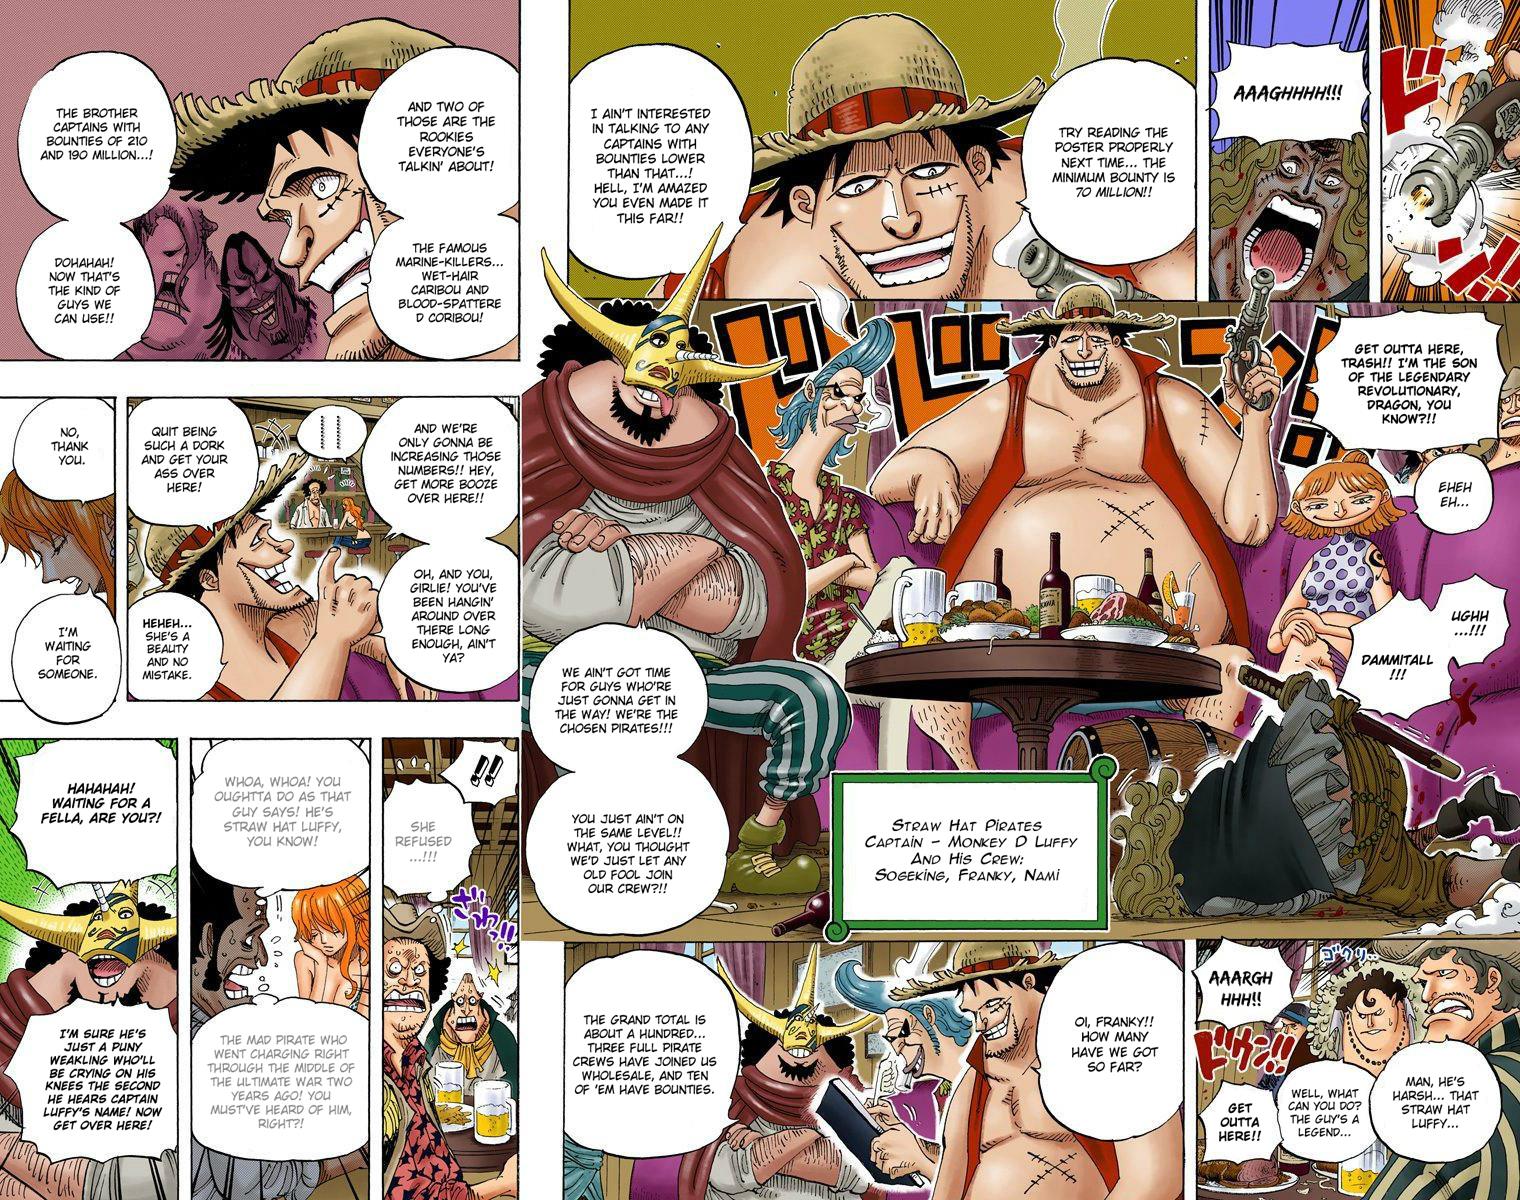 ド
ン!!
AAAGHHHH!!!
TRY READING THE
POSTER PROPERLY
NEXT TIME... THE
MINIMUM BOUNTY IS
70 MILLION!!
I AIN'T INTERESTED
IN TALKING TO ANY
CAPTAINS WITH
BOUNTIES LOWER
THAN THAT...!
HELL, I'M AMAZED
YOU EVEN MADE IT
THIS FAR!!
GET OUTTA HERE,
TRASH!! I'M THE SON
OF THE LEGENDARY
REVOLUTIONARY,
DRAGON, YOU
KNOW?!!
EHEH
EH...
UGHH
...!!!
DAMMITALL
!!!
WE AIN'T GOT TIME
FOR GUYS WHO'RE
JUST GONNA GET IN
THE WAY! WE'RE THE
CHOSEN PIRATES!!!
YOU JUST AIN'T ON
THE SAME LEVEL!!
WHAT, YOU THOUGHT
WE'D JUST LET ANY
OLD FOOL JOIN
OUR CREW?!!
STRAW HAT PIRATES
CAPTAIN - MONKEY D LUFFY
AND HIS CREW:
SOGEKING, FRANKY, NAMI
ゴクリ..
AAARGH
HHH!!
ドウン!!
GET
OUTTA
HERE!!
MAN, HE'S
HARSH... THAT
STRAW HAT
LUFFY...
WELL, WHAT
CAN YOU DO?
THE GUY'S A
LEGEND...
OI, FRANKY!!
HOW MANY
HAVE WE GOT
SO FAR?
THE GRAND TOTAL IS
ABOUT A HUNDRED...
THREE FULL PIRATE
CREWS HAVE JOINED US
WHOLESALE, AND TEN
OF 'EM HAVE BOUNTIES.
AND TWO OF
THOSE ARE THE
ROOKIES
EVERYONE'S
TALKIN' ABOUT!
THE FAMOUS
MARINE-KILLERS...
WET-HAIR
CARIBOU AND
BLOOD-SPATTERE
D CORIBOU!
THE BROTHER
CAPTAINS WITH
BOUNTIES OF 210
AND 190 MILLION...!
DOHAHAH!
NOW THAT'S
THE KIND OF
GUYS WE
CAN USE!!
AND WE'RE
ONLY GONNA BE
INCREASING THOSE
NUMBERS!! HEY,
GET MORE BOOZE
OVER HERE!!
OH, AND YOU,
GIRLIE! YOU'VE
BEEN HANGIN'
AROUND OVER
THERE LONG
ENOUGH, AIN'T
YA?
QUIT BEING
SUCH A DORK
AND GET YOUR
ASS OVER
HERE!
HEHEH...
SHE'S A
BEAUTY
AND NO
MISTAKE.
NO,
THANK
YOU.
I'M
WAITING
FOR
SOMEONE.
!!
SHE
REFUSED
...!!!
ざわっ!!
WHOA, WHOA! YOU
OUGHTTA DO AS THAT
GUY SAYS! HE'S
STRAW HAT LUFFY,
YOU KNOW!
THE MAD PIRATE WHO
WENT CHARGING RIGHT
THROUGH THE MIDDLE OF
THE ULTIMATE WAR TWO
YEARS AGO! YOU
MUST'VE HEARD OF HIM,
RIGHT?!
HAHAHAH!
WAITING FOR A
FELLA, ARE YOU?!
I'M SURE HE'S
JUST A PUNY
WEAKLING WHO'LL
BE CRYING ON HIS
KNEES THE SECOND
HE HEARS CAPTAIN
LUFFY'S NAME! NOW
GET OVER HERE!